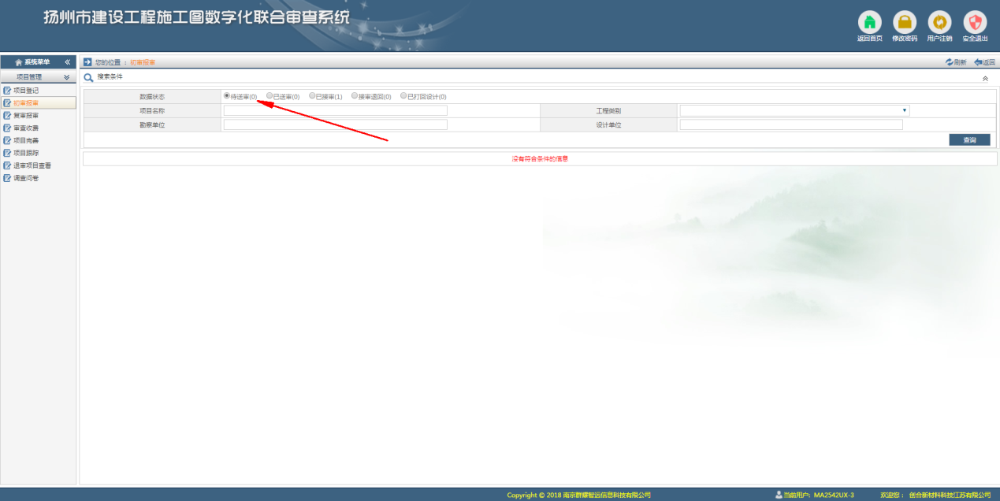 扬州市建设工程施工图数字化联合审查系统
返回首页 修改密码 用户注销 安全退出
系统菜单 «
您的位置 : 初审报审
刷新 返回
项目管理
搜索条件
项目登记
初审报审
复审报审
审查收费
项目完善
项目跟踪
退审项目查看
调查问卷
数据状态 待送审(0) 已送审(0) 已接审(1) 接审退回(0) 已打回设计(0)
项目名称 工程类别
勘察单位 设计单位
查询
没有符合条件的信息
Copyright © 2018 南京群耀智远信息科技有限公司 当前用户: MA2542UX-3 欢迎您： 创合新材料科技江苏有限公司